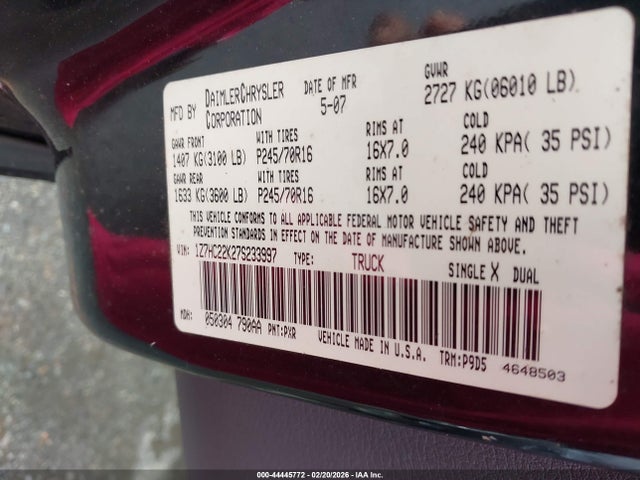 MFD BY DAIMLERCHRYSLER CORPORATION DATE OF MFR 5-07 GVWR 2727 KG(06010 LB)
GAWR FRONT WITH TIRES RIMS AT COLD
1407 KG(3100 LB) P245/70R16 16X7.0 240 KPA( 35 PSI)
GAWR REAR WITH TIRES RIMS AT COLD
1633 KG(3600 LB) P245/70R16 16X7.0 240 KPA( 35 PSI)
THIS VEHICLE CONFORMS TO ALL APPLICABLE FEDERAL MOTOR VEHICLE SAFETY AND THEFT
PREVENTION STANDARDS IN EFFECT ON THE DATE OF MANUFACTURE SHOWN ABOVE.
VIN: 1Z7HC22K27S233997 TYPE: TRUCK SINGLE X DUAL
MDH: 050304 790AA PNT:PXR VEHICLE MADE IN U.S.A. TRM:P9D5 4648503
000-44445772 - 02/20/2026 - IAA Inc.